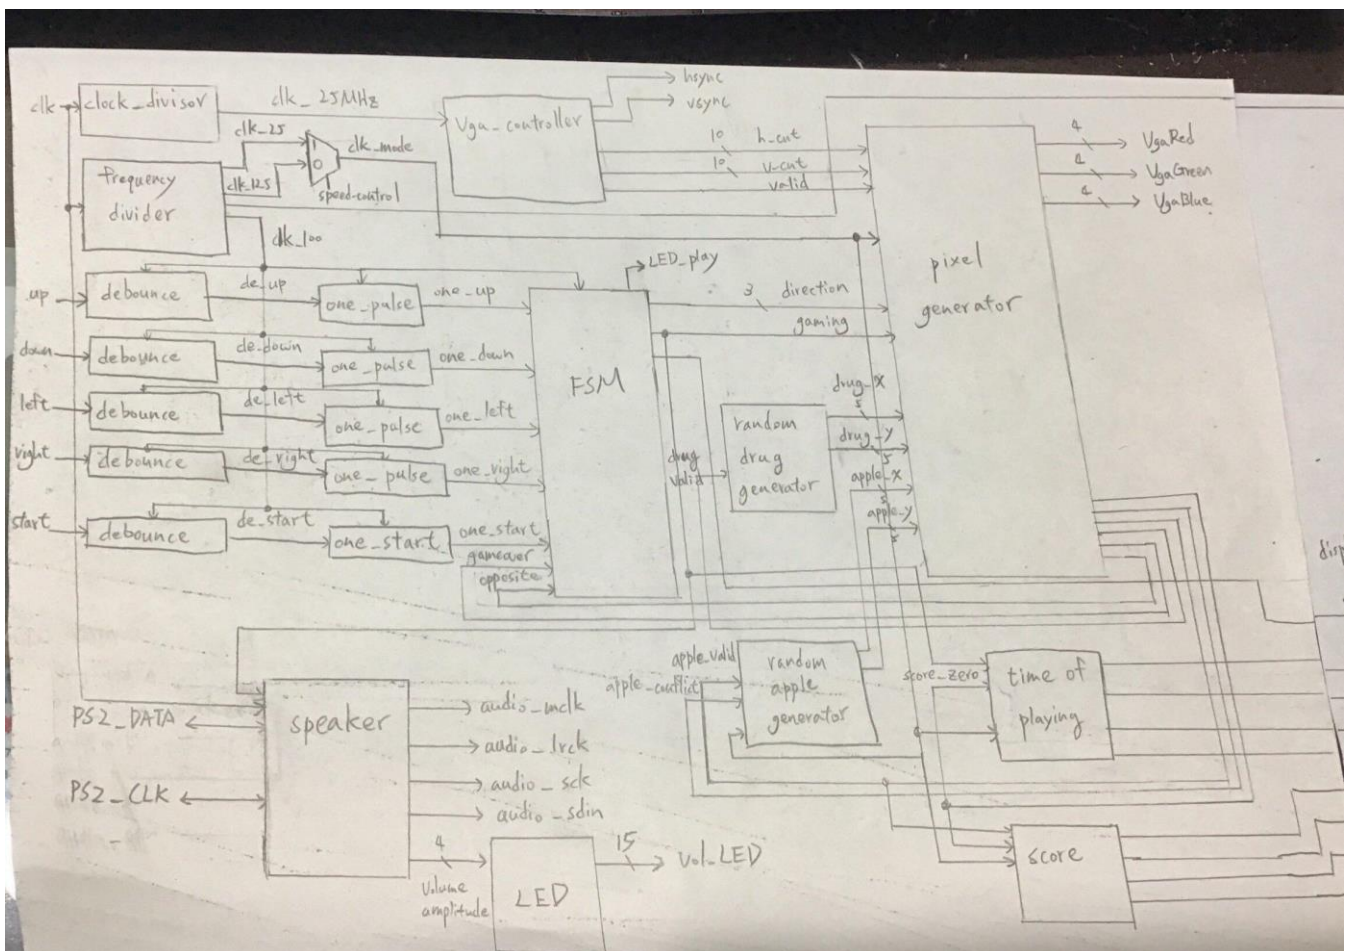 clk
clock_divisor
clk_25MHz
Vga_controller
hsync
vsync
10
h_cnt
10
v_cnt
valid
4
VgaRed
4
VgaGreen
4
VgaBlue
frequency
divider
clk_25
clk_12.5
1
0
clk_mode
speed-control
clk_100
pixel
generator
up
debounce
de_up
one_pulse
one_up
down
debounce
de_down
one_pulse
one_down
left
debounce
de_left
one_pulse
one_left
right
debounce
de_right
one_pulse
one_right
start
debounce
de_start
one_start
one_start
gameover
opposite
FSM
LED_play
3
direction
gaming
drug
valid
random
drug
generator
drug_X
5
drug_y
5
apple_X
5
apple_y
5
disp
apple_valid
apple_conflict
random
apple
generator
score_zero
time of
playing
score
PS2_DATA
PS2_CLK
speaker
audio_mclk
audio_lrck
audio_sck
audio_sdin
4
Volume
amplitude
LED
15
Vol_LED